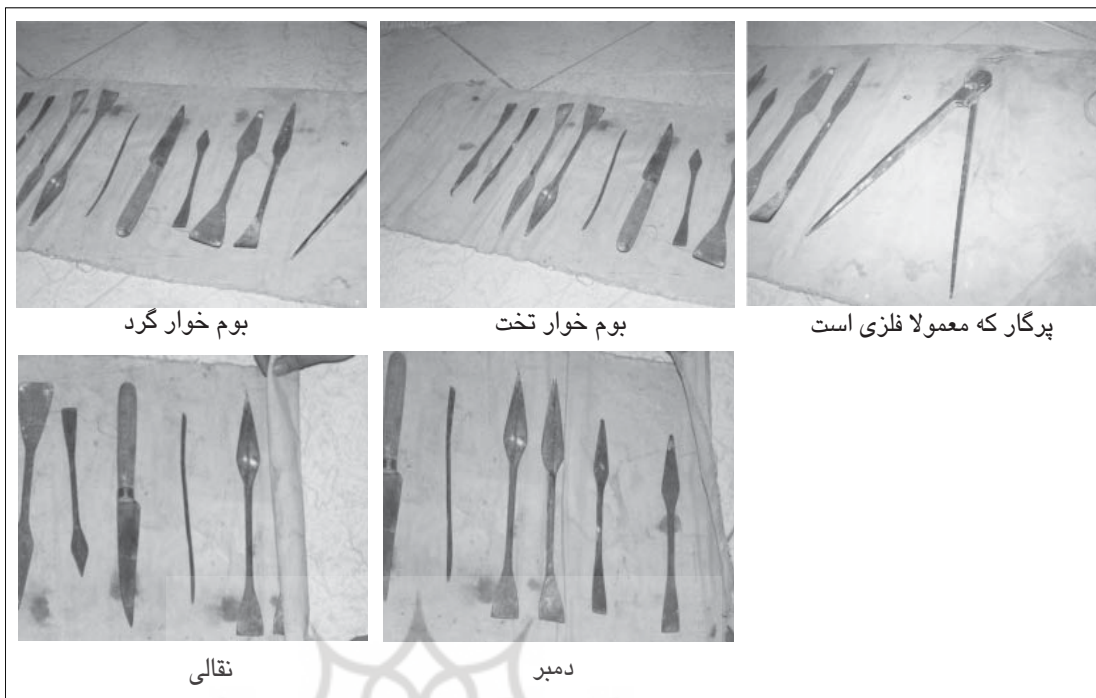 پرگار که معمولا فلزی است
بوم خوار تخت
بوم خوار گرد
دمبر
نقالی